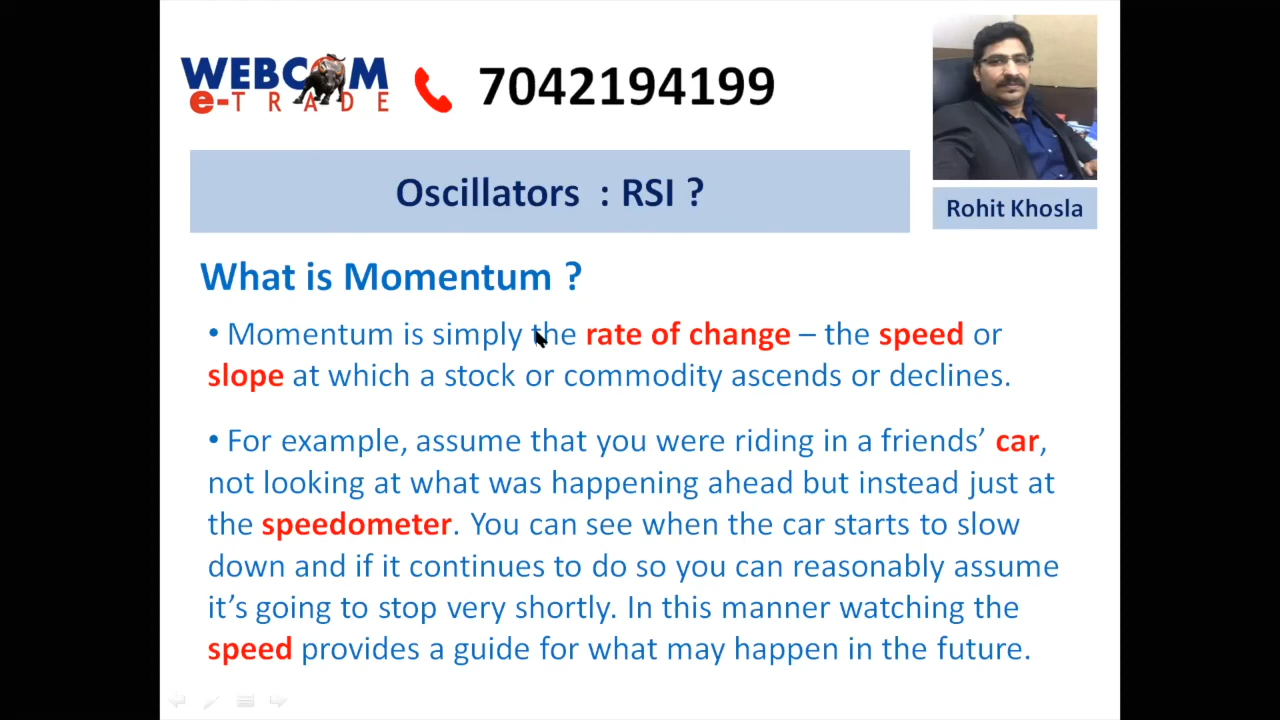 WEBCOM
e-TRADE
7042194199
Oscillators : RSI ?
Rohit Khosla
What is Momentum ?
• Momentum is simply the rate of change – the speed or
slope at which a stock or commodity ascends or declines.
• For example, assume that you were riding in a friends’ car,
not looking at what was happening ahead but instead just at
the speedometer. You can see when the car starts to slow
down and if it continues to do so you can reasonably assume
it’s going to stop very shortly. In this manner watching the
speed provides a guide for what may happen in the future.